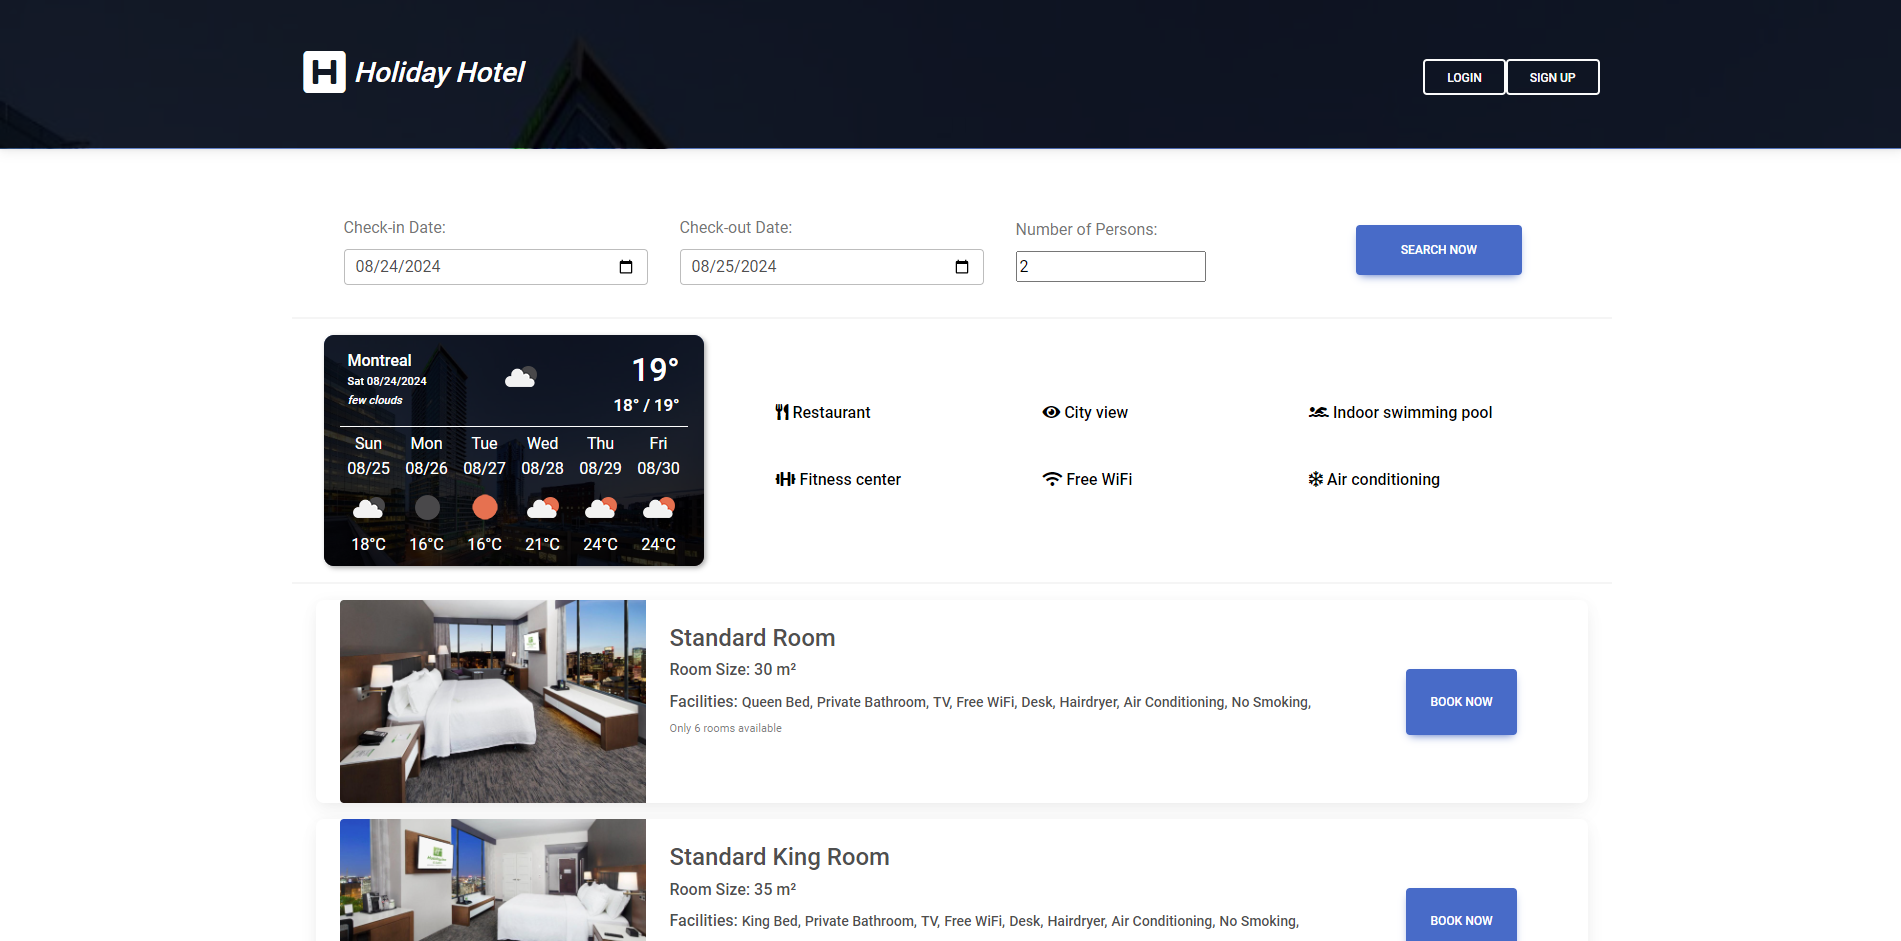 H Holiday Hotel
LOGIN SIGN UP
Check-in Date: Check-out Date: Number of Persons:
08/24/2024 08/25/2024 2
SEARCH NOW
Montreal
Sat 08/24/2024
few clouds
19°
18° / 19°
Sun Mon Tue Wed Thu Fri
08/25 08/26 08/27 08/28 08/29 08/30
18°C 16°C 16°C 21°C 24°C 24°C
Restaurant City view Indoor swimming pool
Fitness center Free WiFi Air conditioning
Standard Room
Room Size: 30 m²
Facilities: Queen Bed, Private Bathroom, TV, Free WiFi, Desk, Hairdryer, Air Conditioning, No Smoking,
Only 6 rooms available
BOOK NOW
Standard King Room
Room Size: 35 m²
Facilities: King Bed, Private Bathroom, TV, Free WiFi, Desk, Hairdryer, Air Conditioning, No Smoking,
BOOK NOW